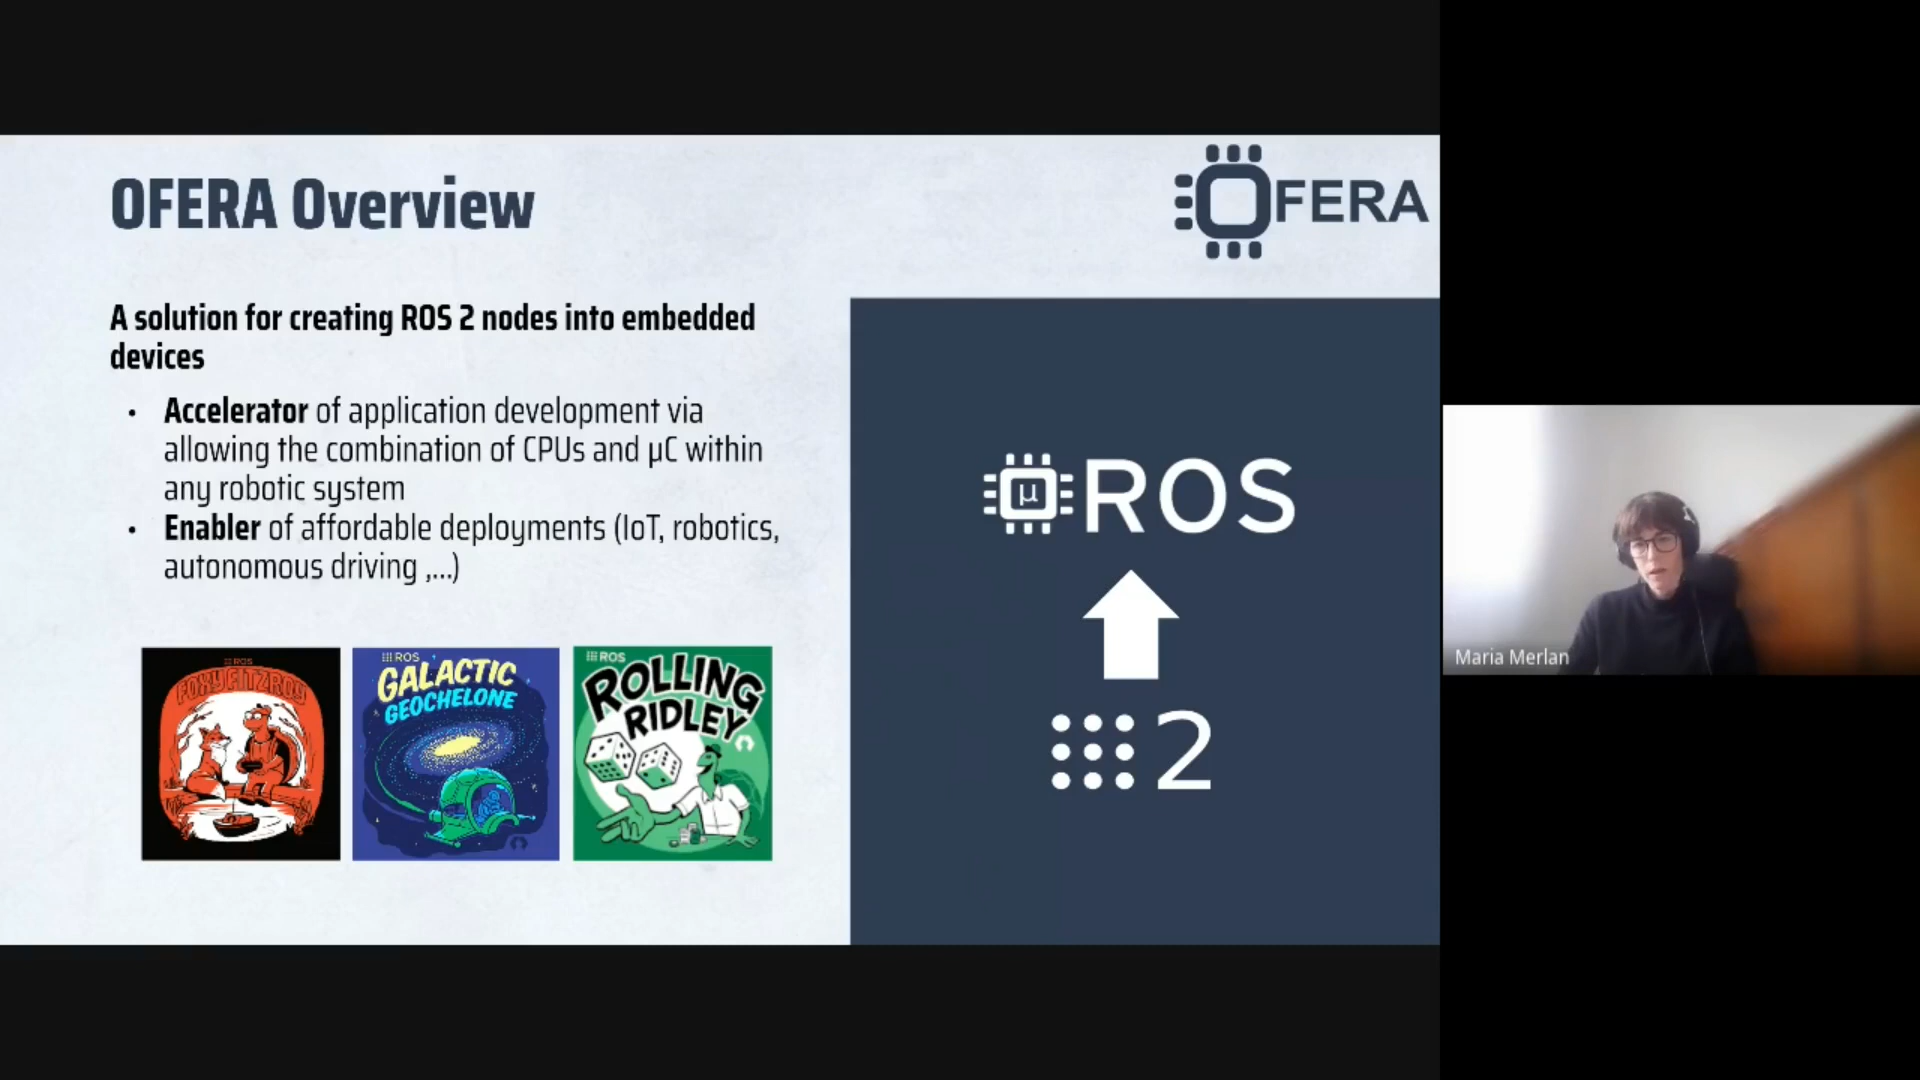 OFERA Overview
OFERA
A solution for creating ROS 2 nodes into embedded
devices
• Accelerator of application development via
allowing the combination of CPUs and µC within
any robotic system
• Enabler of affordable deployments (IoT, robotics,
autonomous driving ,...)
ROS
FOXY FITZROY
ROS
GALACTIC
GEOCHELONE
ROS
ROLLING
RIDLEY
µ ROS
2
Maria Merlan